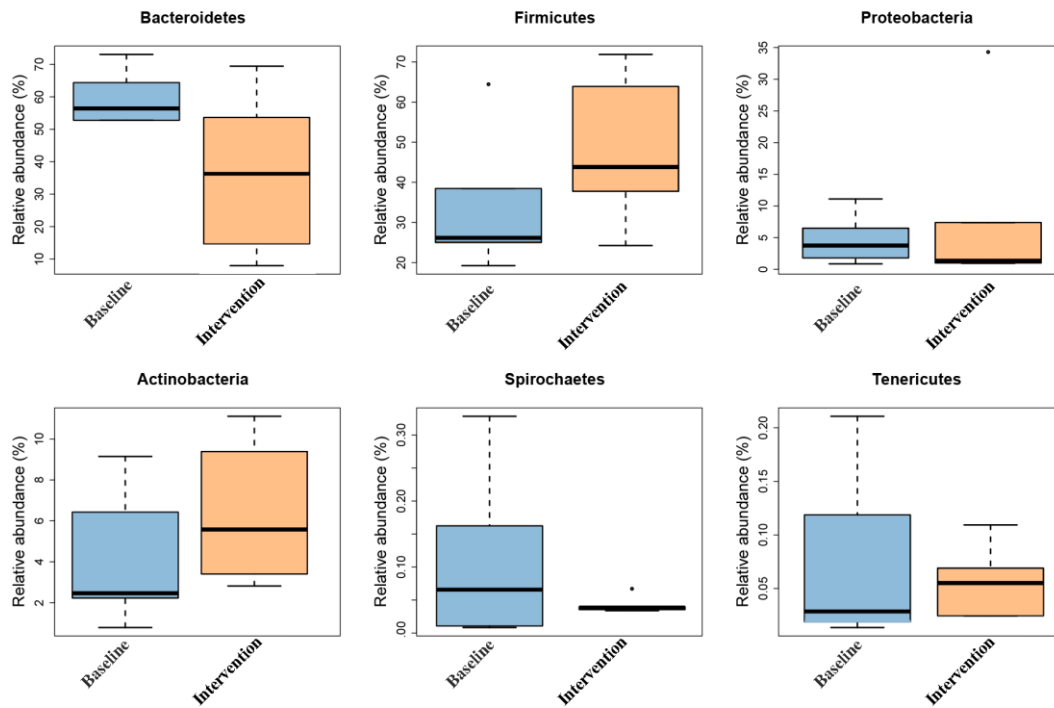 Bacteroidetes
Relative abundance (%)
70
60
50
40
30
20
10
Baseline
Intervention
Firmicutes
Relative abundance (%)
70
60
50
40
30
20
Baseline
Intervention
Proteobacteria
Relative abundance (%)
35
30
25
20
15
10
5
0
Baseline
Intervention
Actinobacteria
Relative abundance (%)
10
8
6
4
2
Baseline
Intervention
Spirochaetes
Relative abundance (%)
0.30
0.20
0.10
.00
Baseline
Intervention
Tenericutes
Relative abundance (%)
0.20
0.15
0.10
0.05
Baseline
Intervention